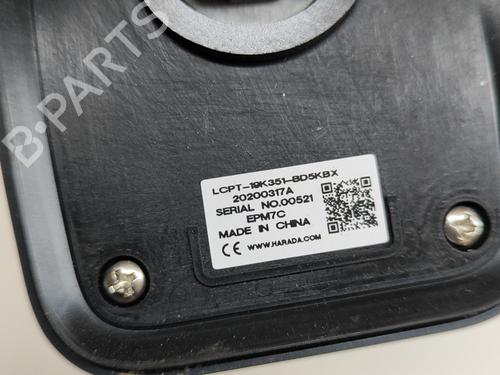 B-PARTS
LCPT-19K351-BD5KBX
20200317A
SERIAL NO.00521
EPM7C
MADE IN CHINA
CE WWW.HARADA.COM